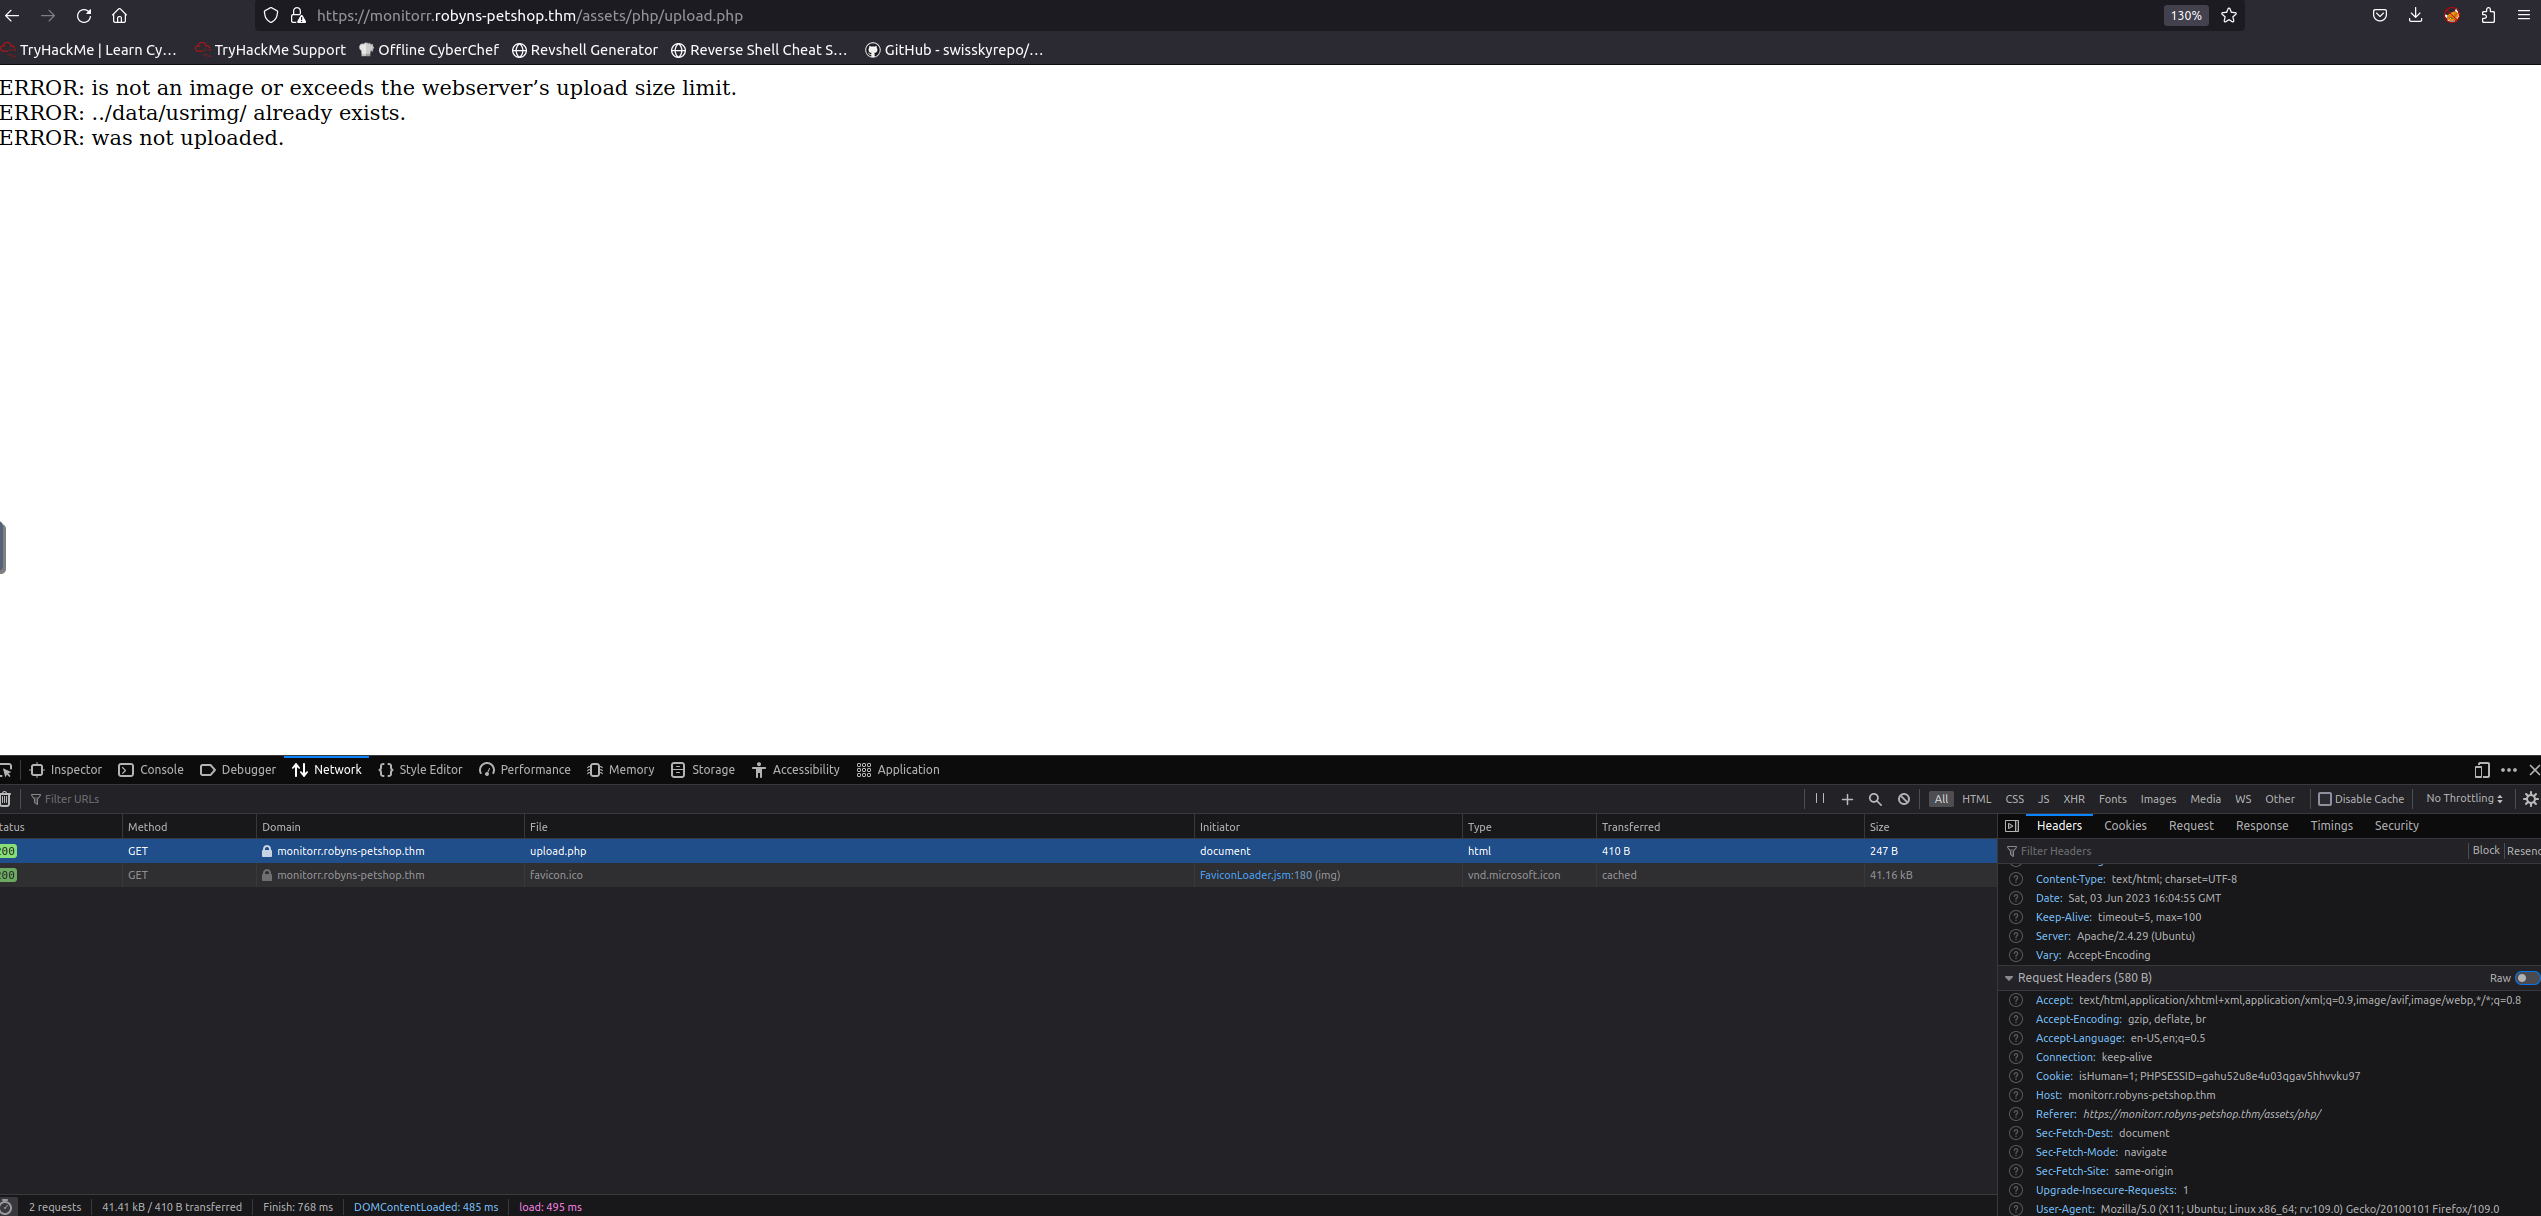 https://monitorr.robyns-petshop.thm/assets/php/upload.php 130%
TryHackMe | Learn Cy… TryHackMe Support Offline CyberChef Revshell Generator Reverse Shell Cheat S… GitHub - swisskyrepo/…
ERROR: is not an image or exceeds the webserver’s upload size limit.
ERROR: ../data/usrimg/ already exists.
ERROR: was not uploaded.
Inspector Console Debugger Network Style Editor Performance Memory Storage Accessibility Application
Filter URLs All HTML CSS JS XHR Fonts Images Media WS Other Disable Cache No Throttling
tatus Method Domain File Initiator Type Transferred Size
200 GET monitorr.robyns-petshop.thm upload.php document html 410 B 247 B
200 GET monitorr.robyns-petshop.thm favicon.ico FaviconLoader.jsm:180 (img) vnd.microsoft.icon cached 41.16 kB
Headers Cookies Request Response Timings Security
Filter Headers Block Resend
Content-Type: text/html; charset=UTF-8
Date: Sat, 03 Jun 2023 16:04:55 GMT
Keep-Alive: timeout=5, max=100
Server: Apache/2.4.29 (Ubuntu)
Vary: Accept-Encoding
Request Headers (580 B) Raw
Accept: text/html,application/xhtml+xml,application/xml;q=0.9,image/avif,image/webp,*/*;q=0.8
Accept-Encoding: gzip, deflate, br
Accept-Language: en-US,en;q=0.5
Connection: keep-alive
Cookie: isHuman=1; PHPSESSID=gahu52u8e4u03qgav5hhvvku97
Host: monitorr.robyns-petshop.thm
Referer: https://monitorr.robyns-petshop.thm/assets/php/
Sec-Fetch-Dest: document
Sec-Fetch-Mode: navigate
Sec-Fetch-Site: same-origin
Upgrade-Insecure-Requests: 1
User-Agent: Mozilla/5.0 (X11; Ubuntu; Linux x86_64; rv:109.0) Gecko/20100101 Firefox/109.0
2 requests 41.41 kB / 410 B transferred Finish: 768 ms DOMContentLoaded: 485 ms load: 495 ms